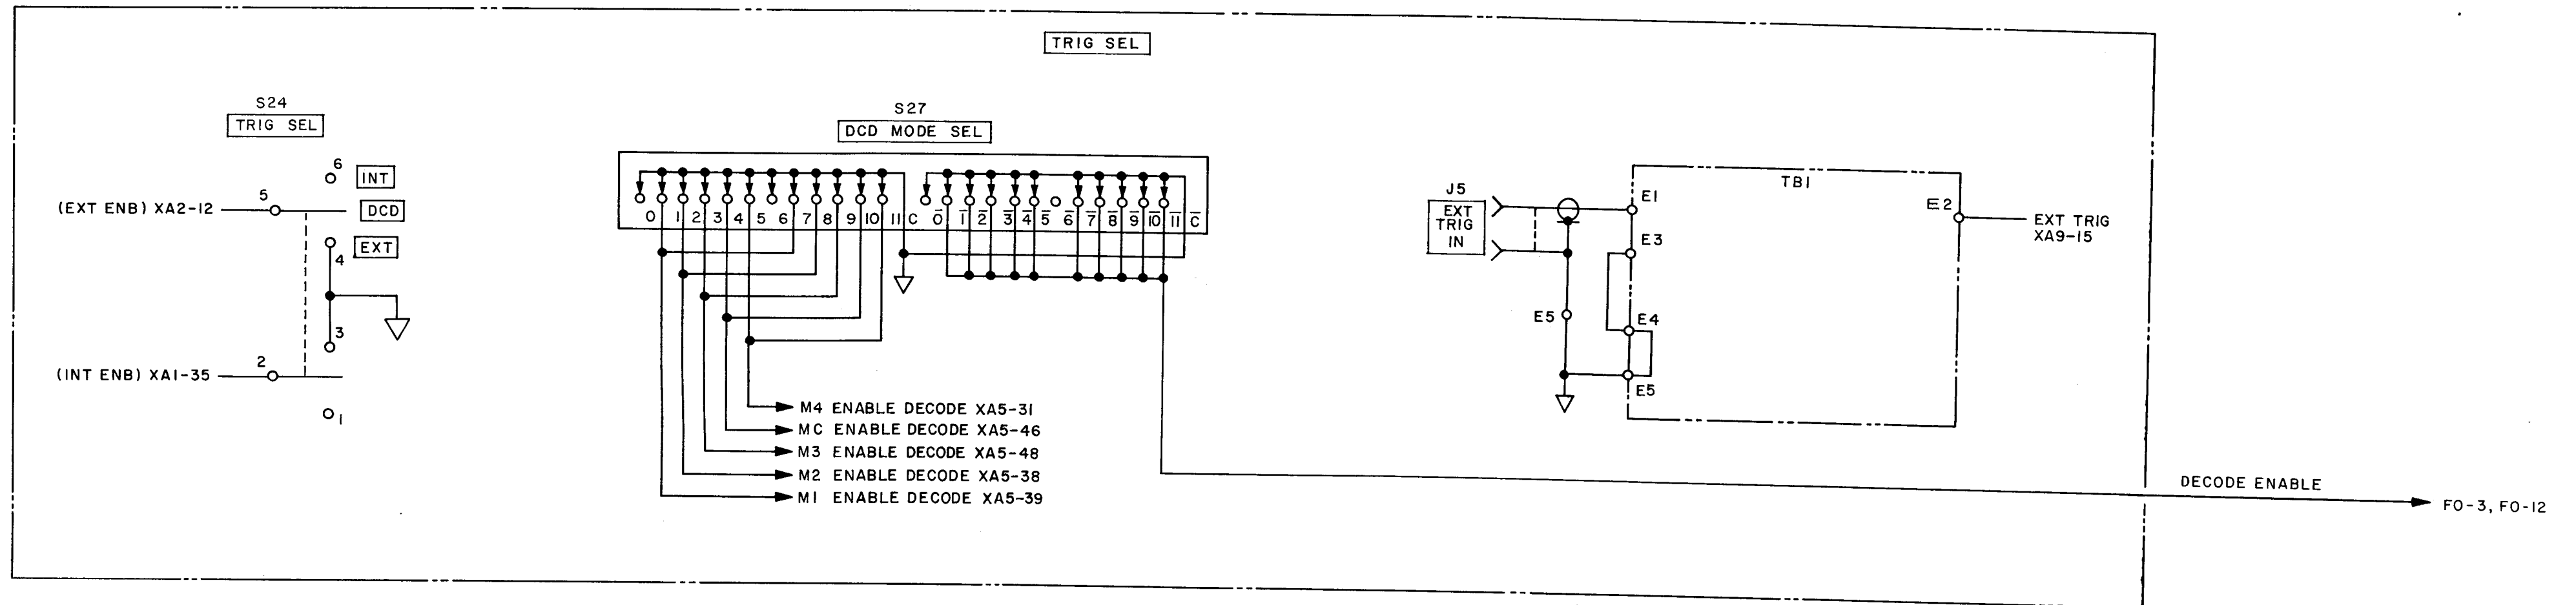 TRIG SEL
S24
TRIG SEL
6
INT
5
(EXT ENB) XA2-12
DCD
EXT
4
3
2
(INT ENB) XA1-35
1
S27
DCD MODE SEL
0 1 2 3 4 5 6 7 8 9 10 11 C 0̅ 1̅ 2̅ 3̅ 4̅ 5̅ 6̅ 7̅ 8̅ 9̅ 1̅0̅ 1̅1̅ C̅
M4 ENABLE DECODE XA5-31
MC ENABLE DECODE XA5-46
M3 ENABLE DECODE XA5-48
M2 ENABLE DECODE XA5-38
M1 ENABLE DECODE XA5-39
J5
EXT
TRIG
IN
E1
TB1
E2
EXT TRIG
XA9-15
E3
E5
E4
E5
DECODE ENABLE
FO-3, FO-12